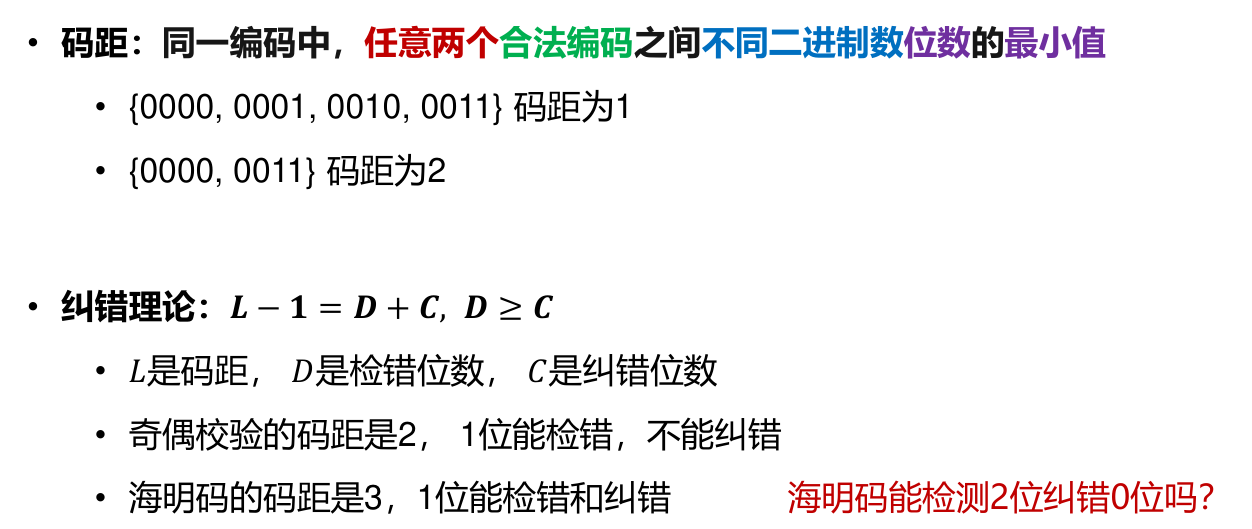 • 码距：同一编码中，任意两个合法编码之间不同二进制数位数的最小值
• {0000, 0001, 0010, 0011} 码距为1
• {0000, 0011} 码距为2
• 纠错理论：L − 1 = D + C, D ≥ C
• L是码距， D是检错位数， C是纠错位数
• 奇偶校验的码距是2， 1位能检错，不能纠错
• 海明码的码距是3，1位能检错和纠错 海明码能检测2位纠错0位吗？